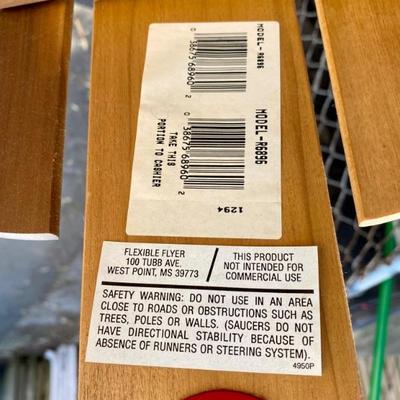 MODEL-R6896
0 38675 68960 2
MODEL-R6896
0 38675 68960 2
TAKE THIS
PORTION TO CASHIER
1294
FLEXIBLE FLYER
100 TUBB AVE.
WEST POINT, MS 39773
THIS PRODUCT
NOT INTENDED FOR
COMMERCIAL USE
SAFETY WARNING: DO NOT USE IN AN AREA
CLOSE TO ROADS OR OBSTRUCTIONS SUCH AS
TREES, POLES OR WALLS. (SAUCERS DO NOT
HAVE DIRECTIONAL STABILITY BECAUSE OF
ABSENCE OF RUNNERS OR STEERING SYSTEM).
4950P